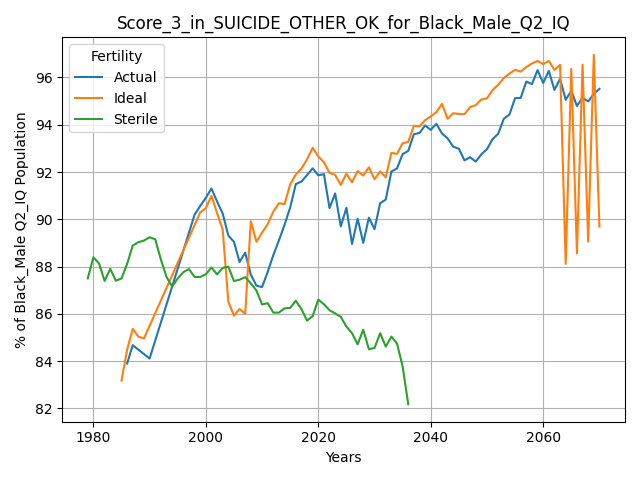 Score_3_in_SUICIDE_OTHER_OK_for_Black_Male_Q2_IQ
Fertility
Actual
Ideal
Sterile
% of Black_Male Q2_IQ Population
96
94
92
90
88
86
84
82
1980
2000
2020
2040
2060
Years